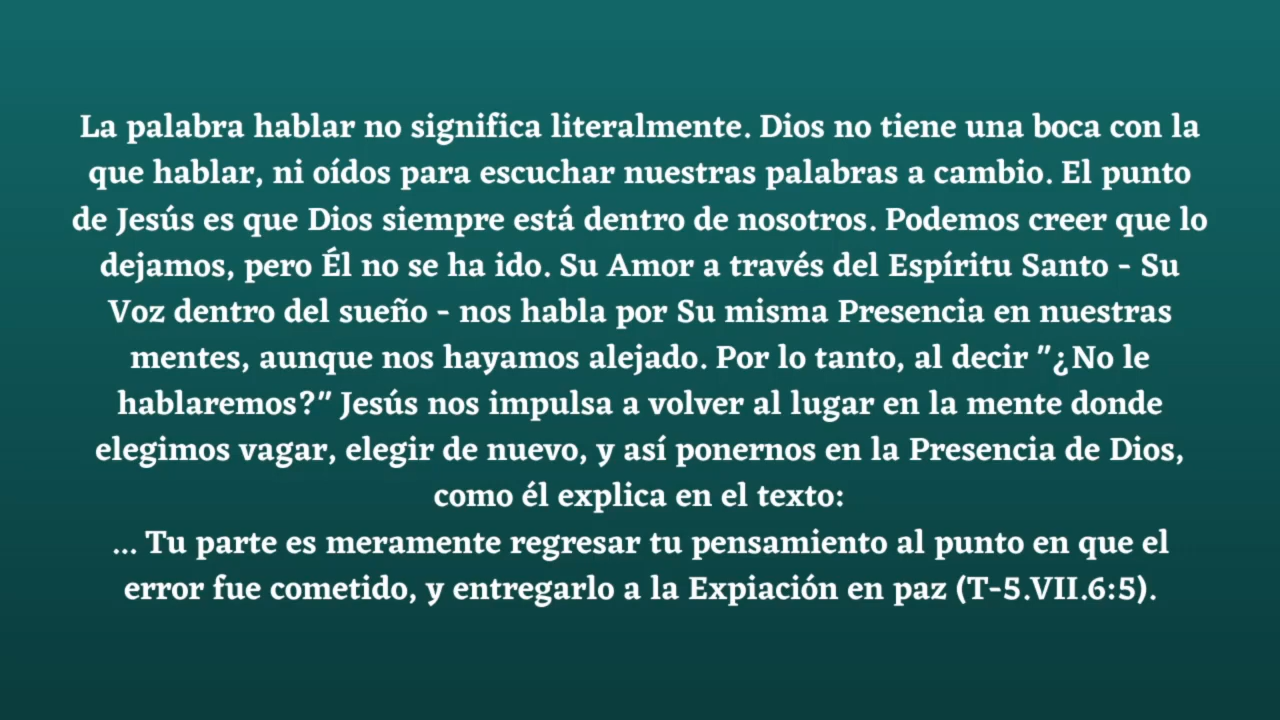 La palabra hablar no significa literalmente. Dios no tiene una boca con la
que hablar, ni oídos para escuchar nuestras palabras a cambio. El punto
de Jesús es que Dios siempre está dentro de nosotros. Podemos creer que lo
dejamos, pero Él no se ha ido. Su Amor a través del Espíritu Santo - Su
Voz dentro del sueño - nos habla por Su misma Presencia en nuestras
mentes, aunque nos hayamos alejado. Por lo tanto, al decir "¿No le
hablaremos?" Jesús nos impulsa a volver al lugar en la mente donde
elegimos vagar, elegir de nuevo, y así ponernos en la Presencia de Dios,
como él explica en el texto:
... Tu parte es meramente regresar tu pensamiento al punto en que el
error fue cometido, y entregarlo a la Expiación en paz (T-5.VII.6:5).